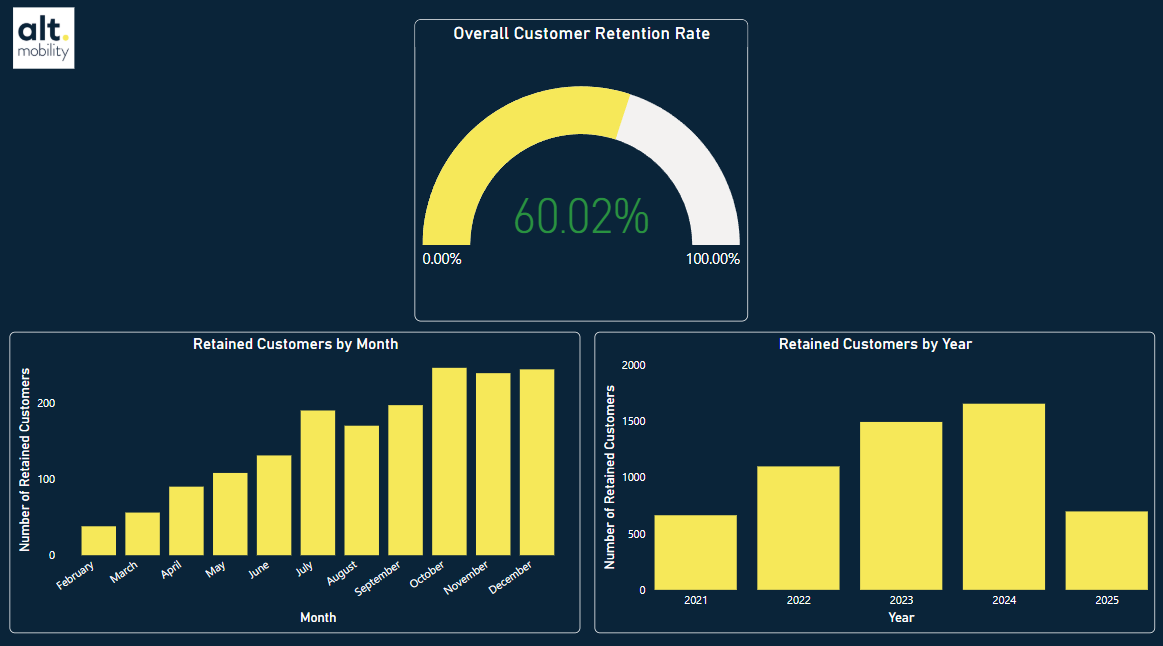 alt.
mobility
Overall Customer Retention Rate
60.02%
0.00%
100.00%
Retained Customers by Month
Number of Retained Customers
200
100
0
February
March
April
May
June
July
August
September
October
November
December
Month
Retained Customers by Year
Number of Retained Customers
2000
1500
1000
500
0
2021
2022
2023
2024
2025
Year